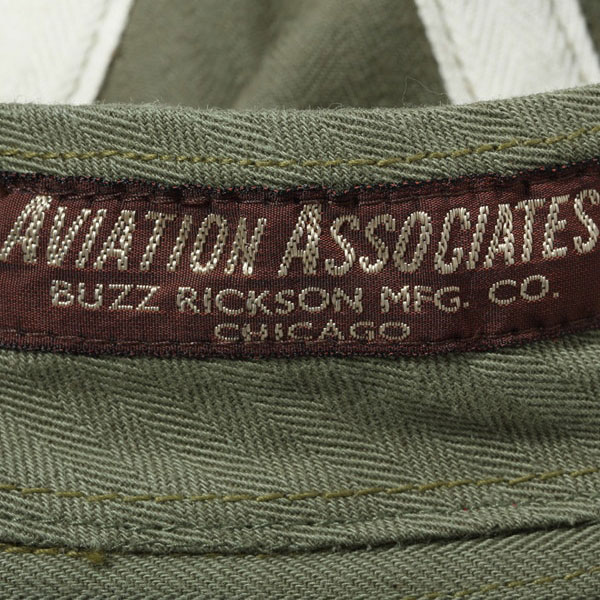 AVIATION ASSOCIATES
BUZZ RICKSON MFG. CO.
CHICAGO